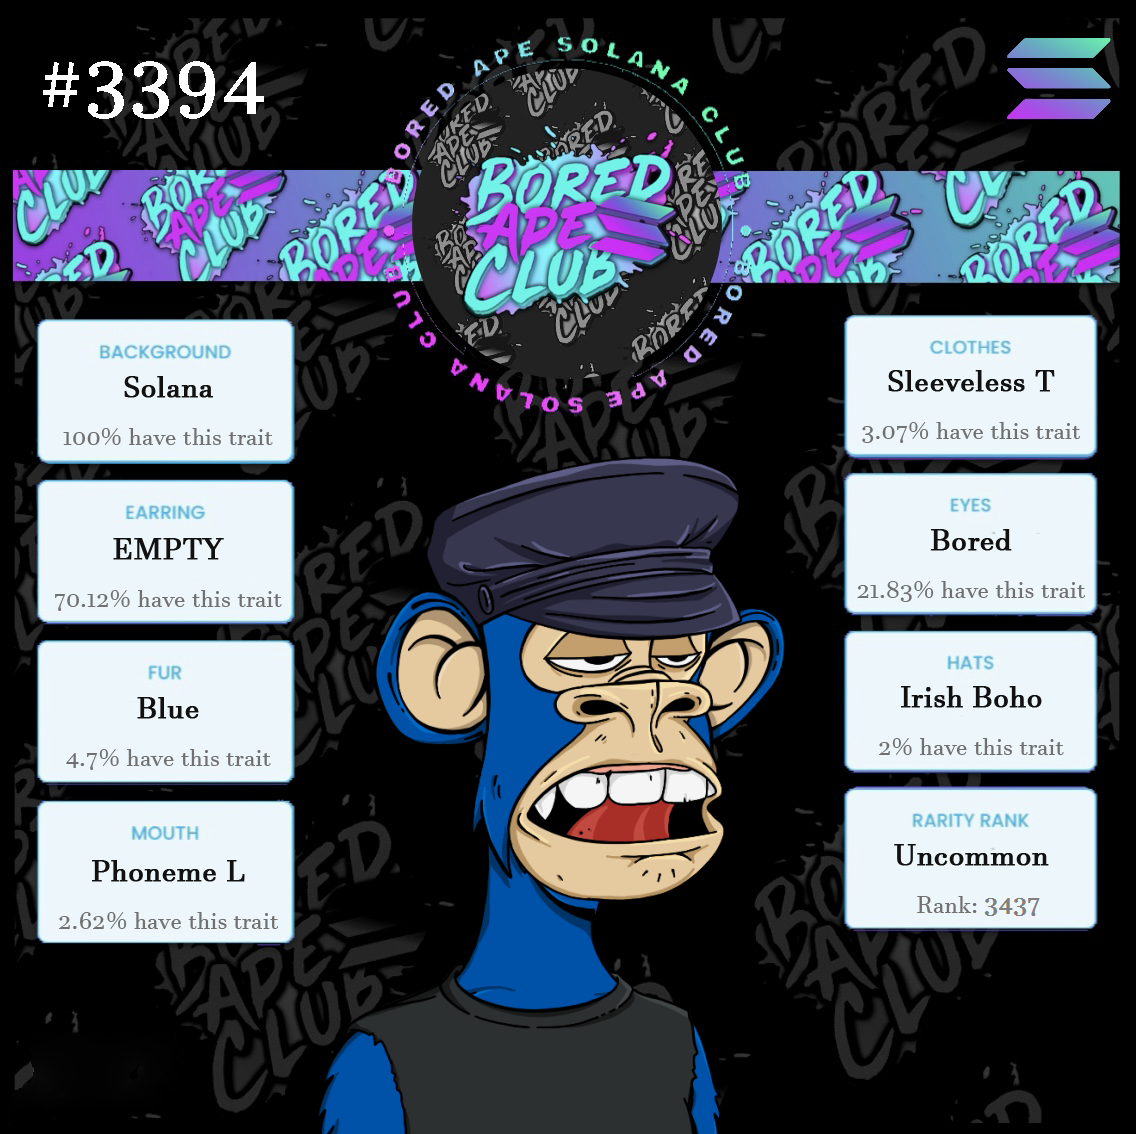 #3394
BORED APE SOLANA CLUB
BORED
APE
CLUB
BORED APE SOLANA CLUB
BACKGROUND
Solana
100% have this trait
EARRING
EMPTY
70.12% have this trait
FUR
Blue
4.7% have this trait
MOUTH
Phoneme L
2.62% have this trait
CLOTHES
Sleeveless T
3.07% have this trait
EYES
Bored
21.83% have this trait
HATS
Irish Boho
2% have this trait
RARITY RANK
Uncommon
Rank: 3437